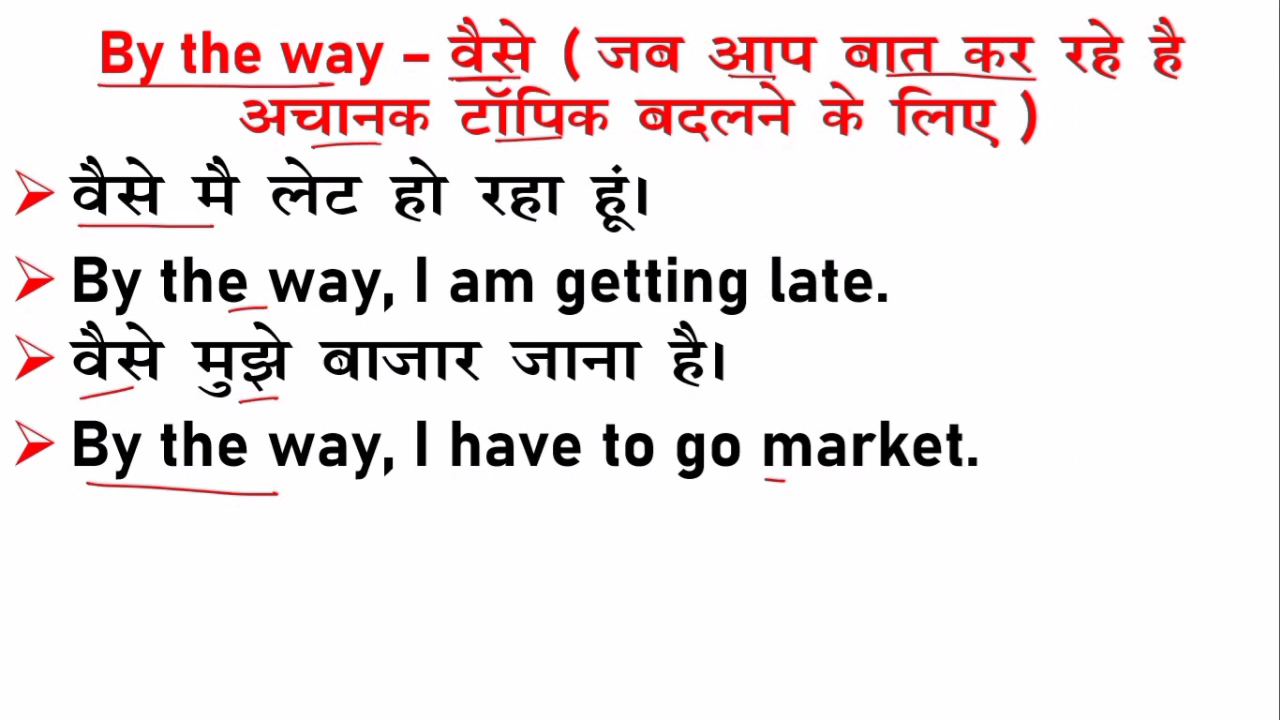 By the way – वैसे ( जब आप बात कर रहे है
अचानक टॉपिक बदलने के लिए )
वैसे मै लेट हो रहा हूं।
By the way, I am getting late.
वैसे मुझे बाजार जाना है।
By the way, I have to go market.